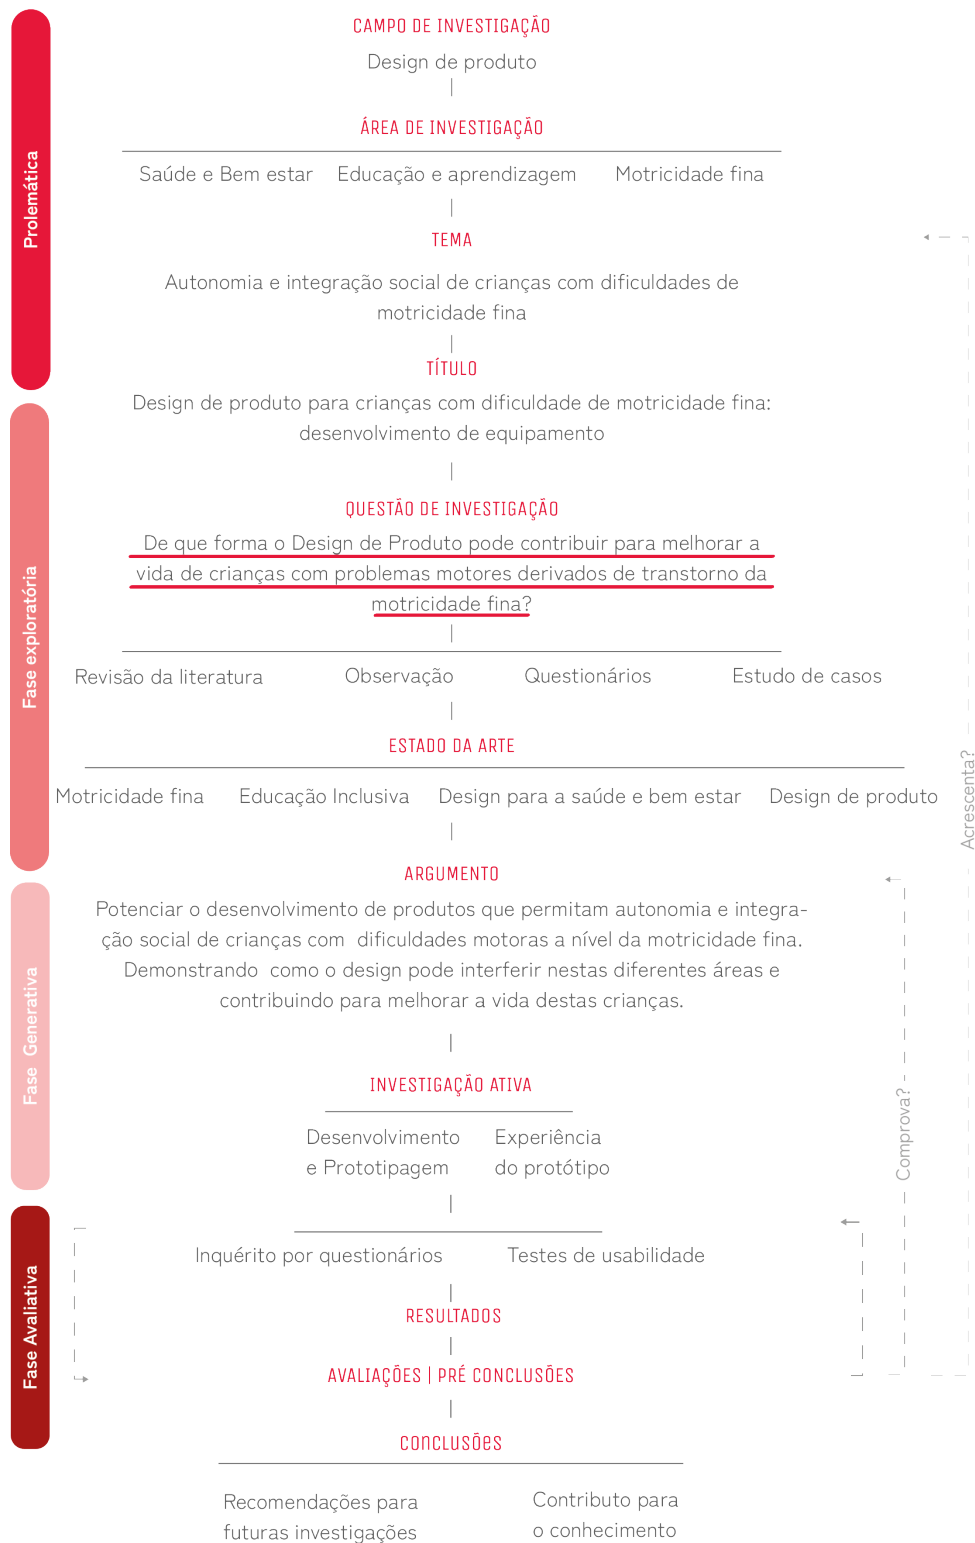 CAMPO DE INVESTIGAÇÃO
Design de produto
ÁREA DE INVESTIGAÇÃO
Saúde e Bem estar Educação e aprendizagem Motricidade fina
Prolemática
TEMA
Autonomia e integração social de crianças com dificuldades de
motricidade fina
TÍTULO
Design de produto para crianças com dificuldade de motricidade fina:
desenvolvimento de equipamento
QUESTÃO DE INVESTIGAÇÃO
De que forma o Design de Produto pode contribuir para melhorar a
vida de crianças com problemas motores derivados de transtorno da
motricidade fina?
Fase exploratória
Revisão da literatura Observação Questionários Estudo de casos
ESTADO DA ARTE
Motricidade fina Educação Inclusiva Design para a saúde e bem estar Design de produto
Acrescenta?
ARGUMENTO
Potenciar o desenvolvimento de produtos que permitam autonomia e integra-
ção social de crianças com dificuldades motoras a nível da motricidade fina.
Demonstrando como o design pode interferir nestas diferentes áreas e
contribuindo para melhorar a vida destas crianças.
Fase Generativa
INVESTIGAÇÃO ATIVA
Desenvolvimento Experiência
e Prototipagem do protótipo
Comprova?
Inquérito por questionários Testes de usabilidade
Fase Avaliativa
RESULTADOS
AVALIAÇÕES | PRÉ CONCLUSÕES
CONCLUSÕES
Recomendações para Contributo para
futuras investigações o conhecimento